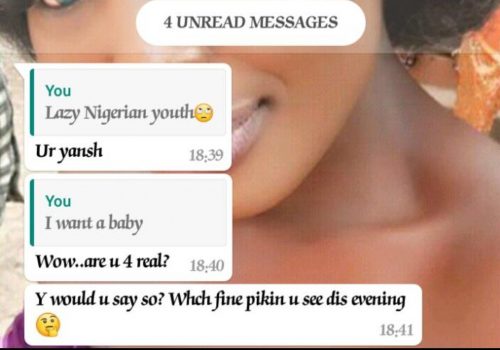 4 UNREAD MESSAGES
You
Lazy Nigerian youth🙄
Ur yansh
18:39
You
I want a baby
Wow..are u 4 real?
18:40
Y would u say so? Whch fine pikin u see dis evening
🤔
18:41